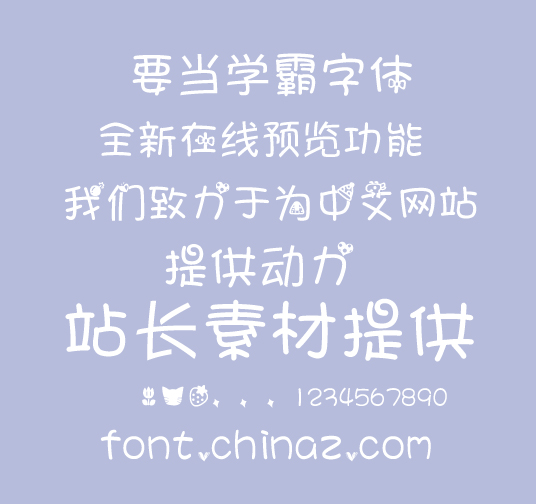 要当学霸字体
全新在线预览功能
我们致力于为中文网站
提供动力
站长素材提供
1234567890
font.chinaz.com